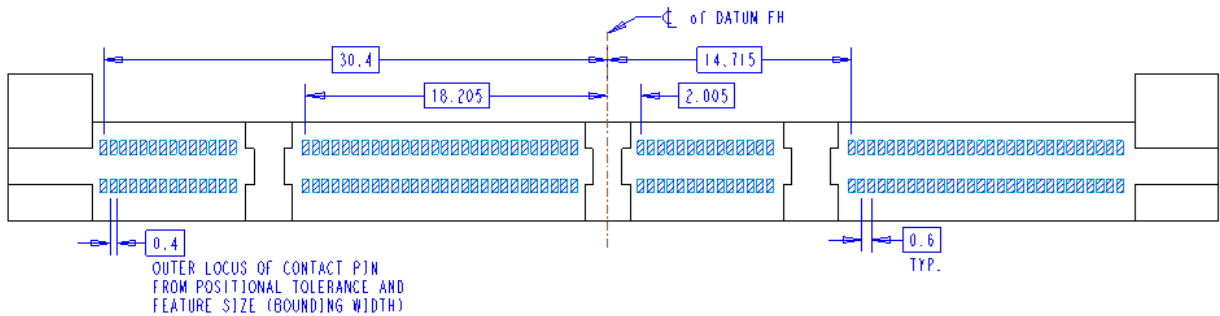 ℄ of DATUM FH
30.4
14.715
18.205
2.005
0.4
0.6
TYP.
OUTER LOCUS OF CONTACT PIN
FROM POSITIONAL TOLERANCE AND
FEATURE SIZE (BOUNDING WIDTH)